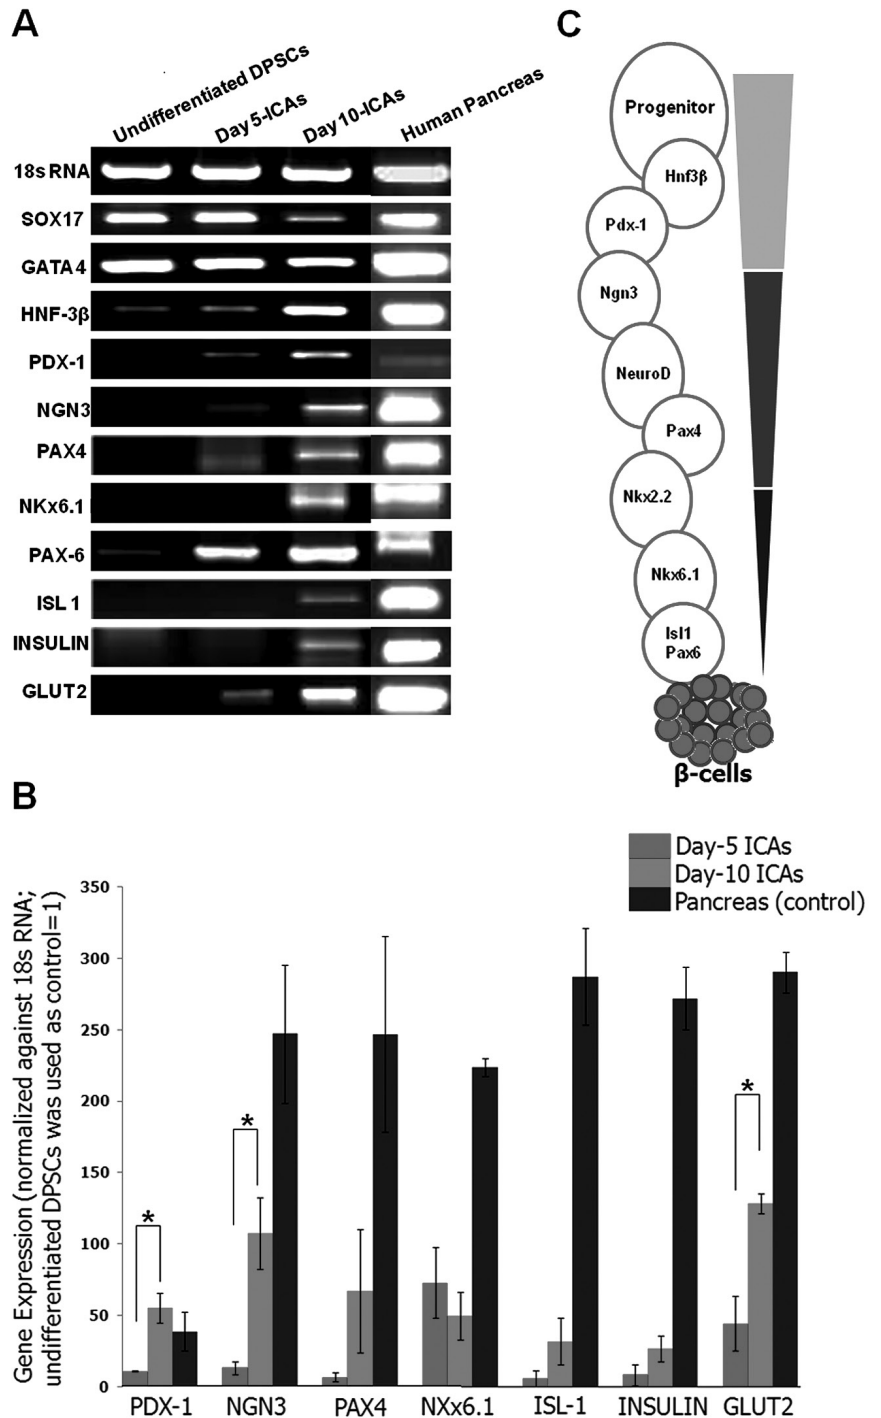 A
Undifferentiated DPSCs
Day 5-ICAs
Day 10-ICAs
Human Pancreas
18s RNA
SOX17
GATA4
HNF-3β
PDX-1
NGN3
PAX4
NKx6.1
PAX-6
ISL 1
INSULIN
GLUT2
C
Progenitor
Hnf3β
Pdx-1
Ngn3
NeuroD
Pax4
Nkx2.2
Nkx6.1
Isl1
Pax6
β-cells
B
Day-5 ICAs
Day-10 ICAs
Pancreas (control)
Gene Expression (normalized against 18s RNA;
undifferentiated DPSCs was used as control=1)
350
300
250
200
150
100
50
0
*
*
*
PDX-1 NGN3 PAX4 NXx6.1 ISL-1 INSULIN GLUT2